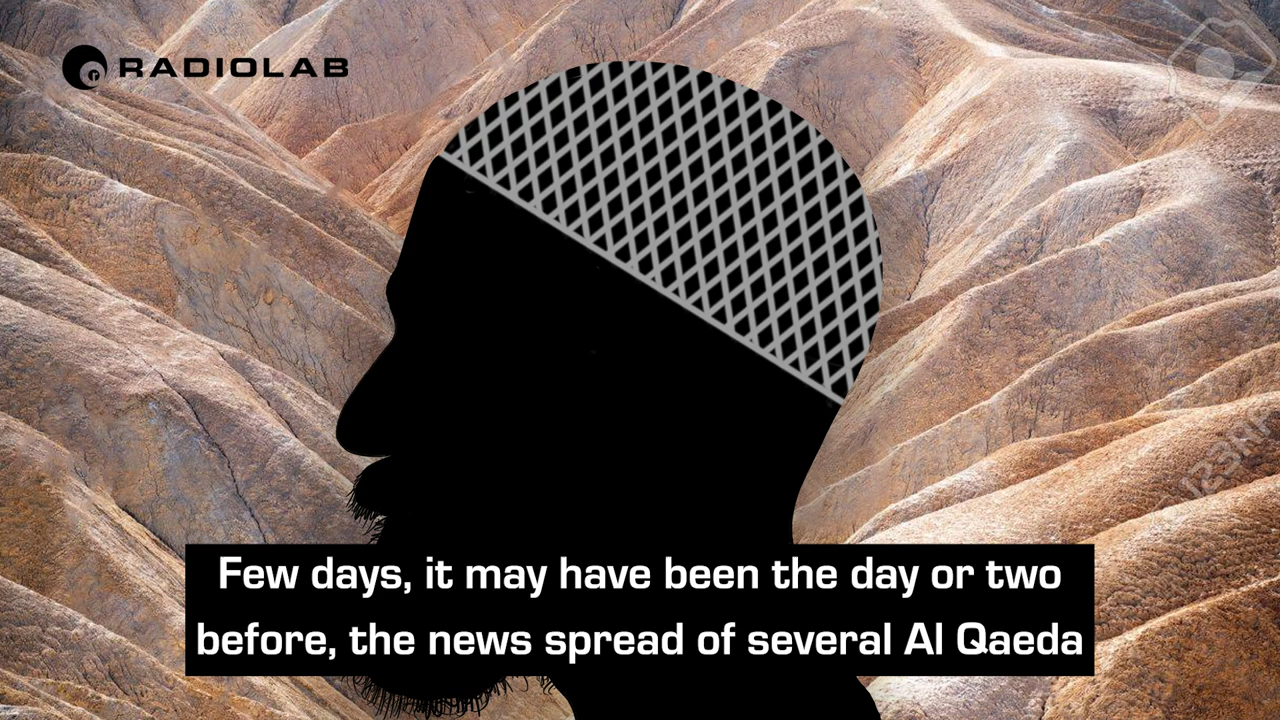 RADIOLAB
Few days, it may have been the day or two
before, the news spread of several Al Qaeda